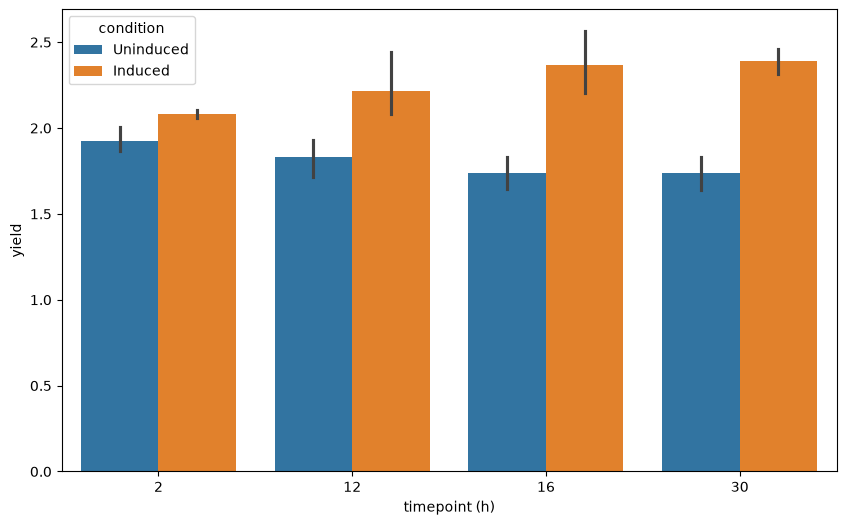 condition
Uninduced
Induced
2.5
2.0
1.5
1.0
0.5
0.0
yield
2 12 16 30
timepoint (h)